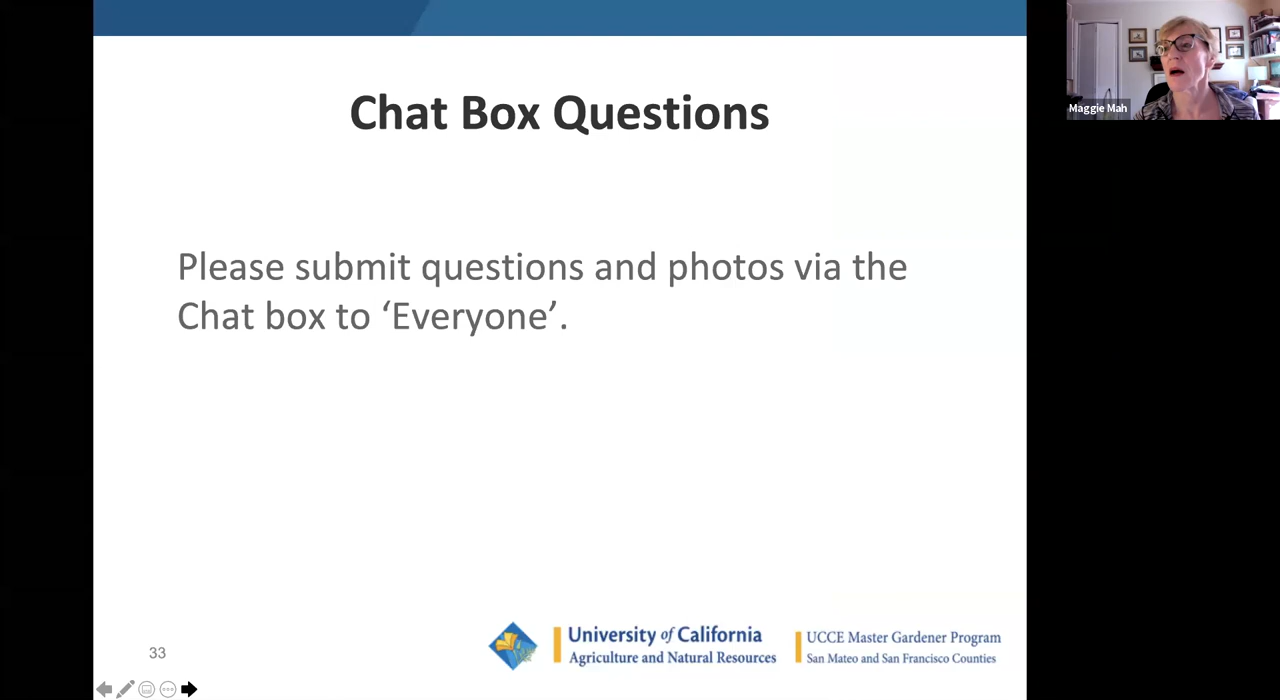 Chat Box Questions
Maggie Mah
Please submit questions and photos via the
Chat box to ‘Everyone’.
33
University of California
Agriculture and Natural Resources
UCCE Master Gardener Program
San Mateo and San Francisco Counties